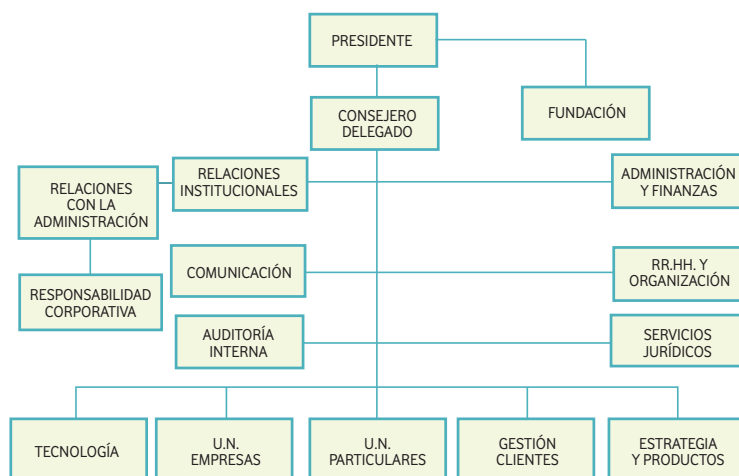 PRESIDENTE
FUNDACIÓN
CONSEJERO
DELEGADO
RELACIONES
INSTITUCIONALES
ADMINISTRACIÓN
Y FINANZAS
RELACIONES
CON LA
ADMINISTRACIÓN
COMUNICACIÓN
RR.HH. Y
ORGANIZACIÓN
RESPONSABILIDAD
CORPORATIVA
AUDITORÍA
INTERNA
SERVICIOS
JURÍDICOS
TECNOLOGÍA
U.N.
EMPRESAS
U.N.
PARTICULARES
GESTIÓN
CLIENTES
ESTRATEGIA
Y PRODUCTOS